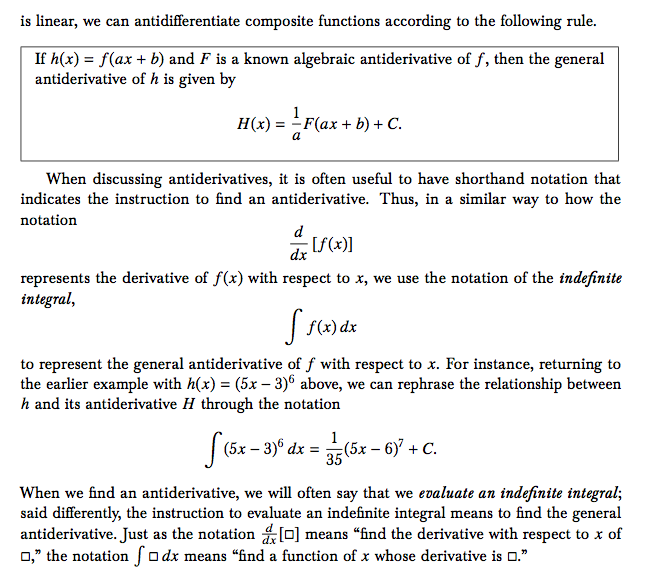 is linear, we can antidifferentiate composite functions according to the following rule.
If h(x) = f(ax + b) and F is a known algebraic antiderivative of f, then the general
antiderivative of h is given by
H(x) = \frac{1}{a}F(ax + b) + C.
When discussing antiderivatives, it is often useful to have shorthand notation that
indicates the instruction to find an antiderivative. Thus, in a similar way to how the
notation
\frac{d}{dx}[f(x)]
represents the derivative of f(x) with respect to x, we use the notation of the indefinite
integral,
∫ f(x) dx
to represent the general antiderivative of f with respect to x. For instance, returning to
the earlier example with h(x) = (5x – 3)⁶ above, we can rephrase the relationship between
h and its antiderivative H through the notation
∫ (5x – 3)⁶ dx = \frac{1}{35}(5x – 6)⁷ + C.
When we find an antiderivative, we will often say that we evaluate an indefinite integral;
said differently, the instruction to evaluate an indefinite integral means to find the general
antiderivative. Just as the notation \frac{d}{dx}[□] means “find the derivative with respect to x of
□,” the notation ∫ □ dx means “find a function of x whose derivative is □.”